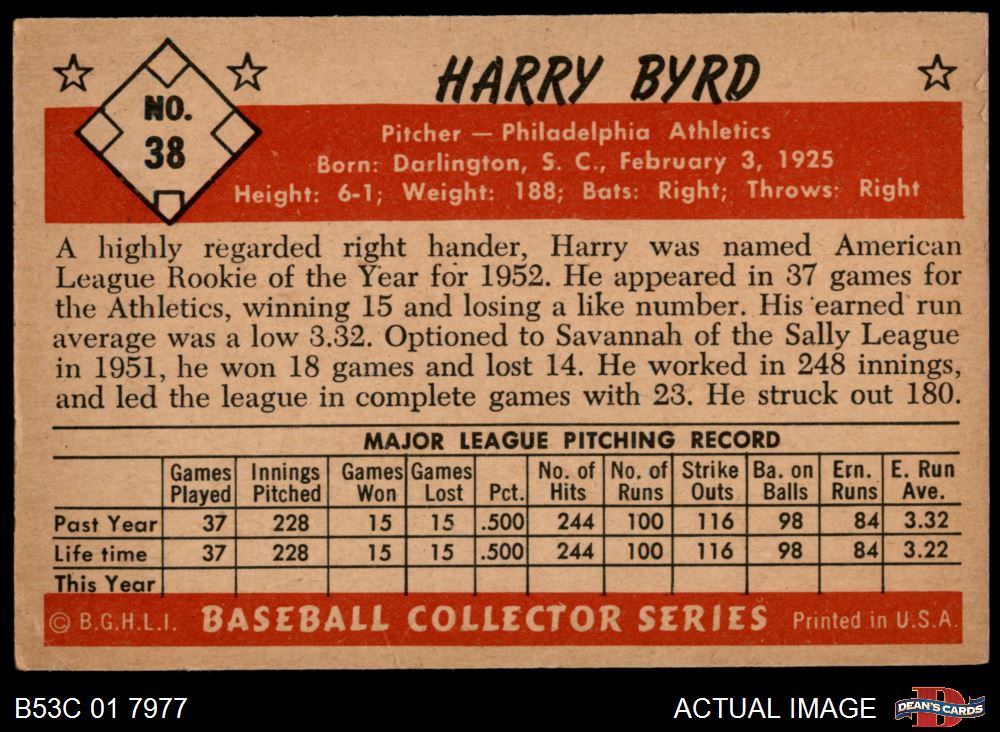 NO.
38
HARRY BYRD
Pitcher — Philadelphia Athletics
Born: Darlington, S. C., February 3, 1925
Height: 6-1; Weight: 188; Bats: Right; Throws: Right
A highly regarded right hander, Harry was named American
League Rookie of the Year for 1952. He appeared in 37 games for
the Athletics, winning 15 and losing a like number. His earned run
average was a low 3.32. Optioned to Savannah of the Sally League
in 1951, he won 18 games and lost 14. He worked in 248 innings,
and led the league in complete games with 23. He struck out 180.
MAJOR LEAGUE PITCHING RECORD
Games Innings Games Games No. of No. of Strike Ba. on Ern. E. Run
Played Pitched Won Lost Pct. Hits Runs Outs Balls Runs Ave.
Past Year 37 228 15 15 .500 244 100 116 98 84 3.32
Life time 37 228 15 15 .500 244 100 116 98 84 3.22
This Year
© B.G.H.L.I. BASEBALL COLLECTOR SERIES Printed in U.S.A.
B53C 01 7977 ACTUAL IMAGE DEAN'S CARDS